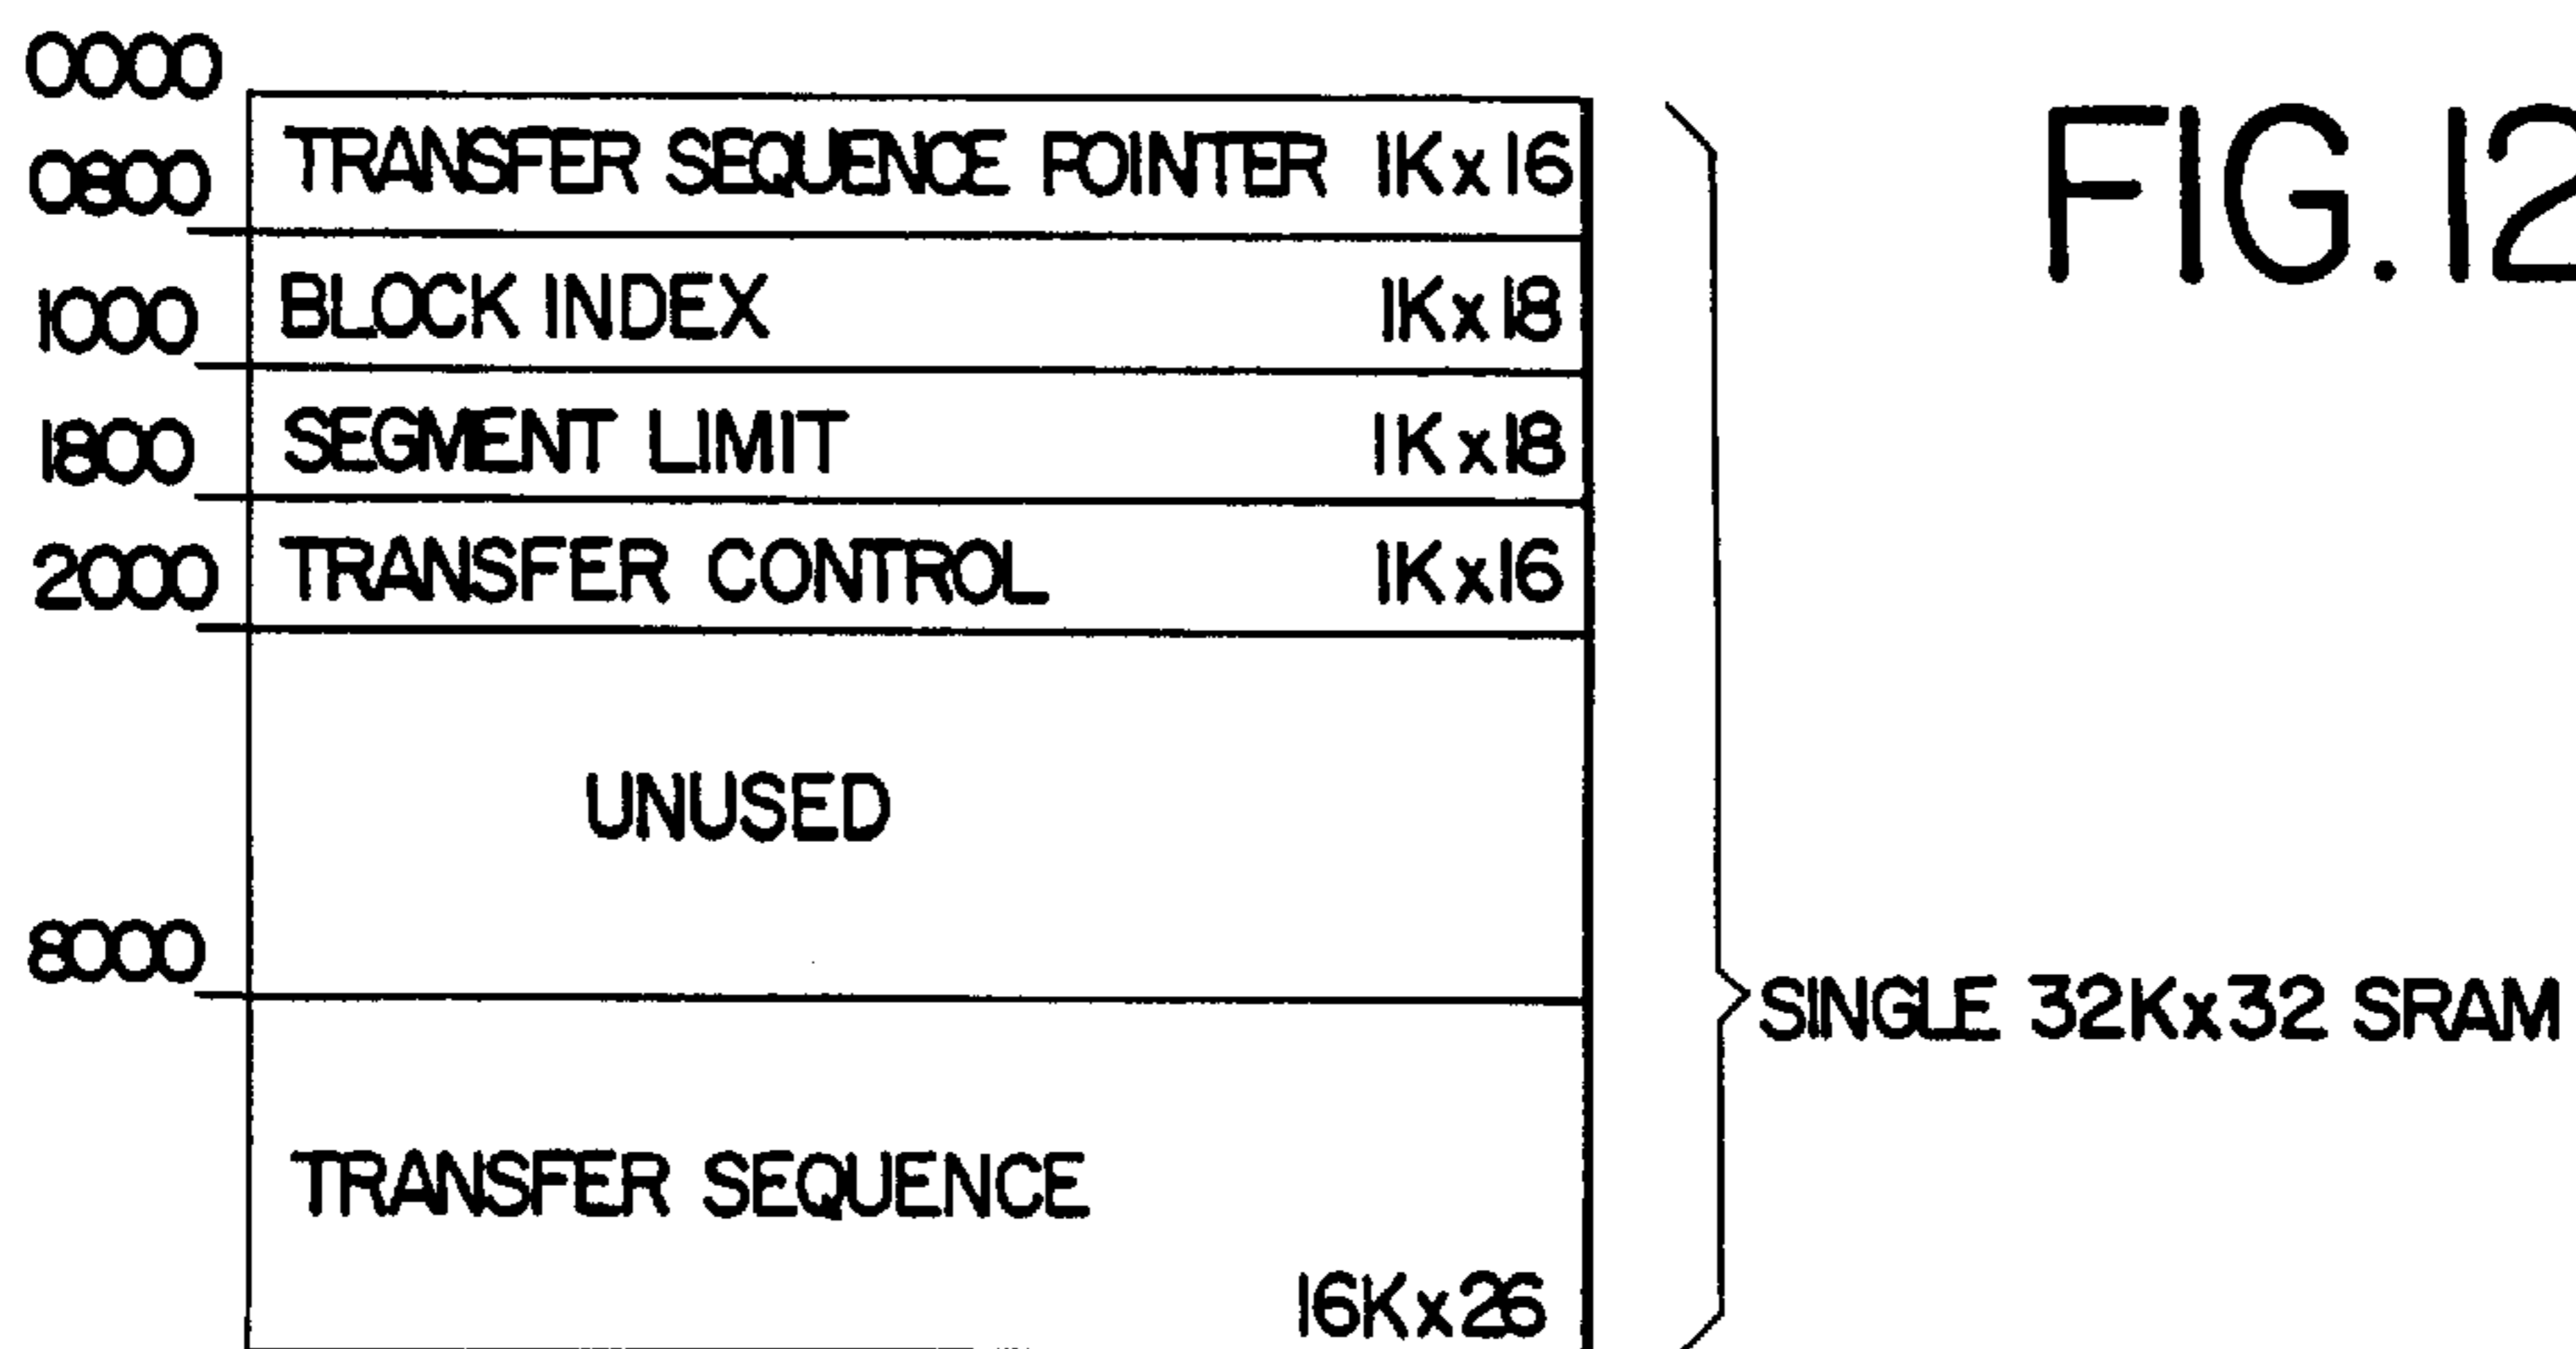 0000
FIG. 12
0800 TRANSFER SEQUENCE POINTER 1Kx16
1000 BLOCK INDEX 1Kx18
1800 SEGMENT LIMIT 1Kx18
2000 TRANSFER CONTROL 1Kx16
UNUSED
8000
SINGLE 32Kx32 SRAM
TRANSFER SEQUENCE
16Kx26